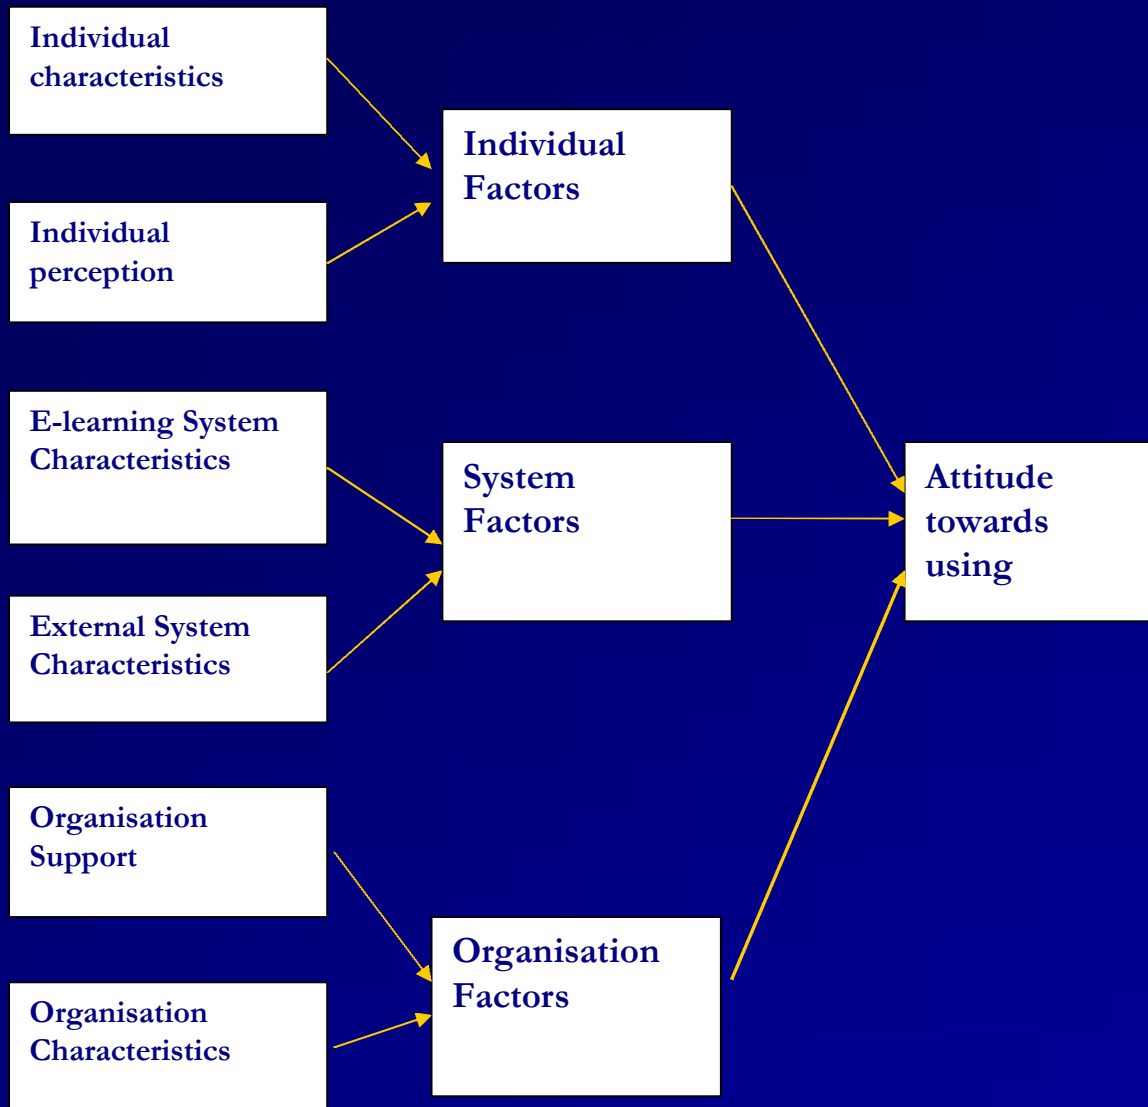 Individual
characteristics
Individual
perception
E-learning System
Characteristics
External System
Characteristics
Organisation
Support
Organisation
Characteristics
Individual
Factors
System
Factors
Organisation
Factors
Attitude
towards
using